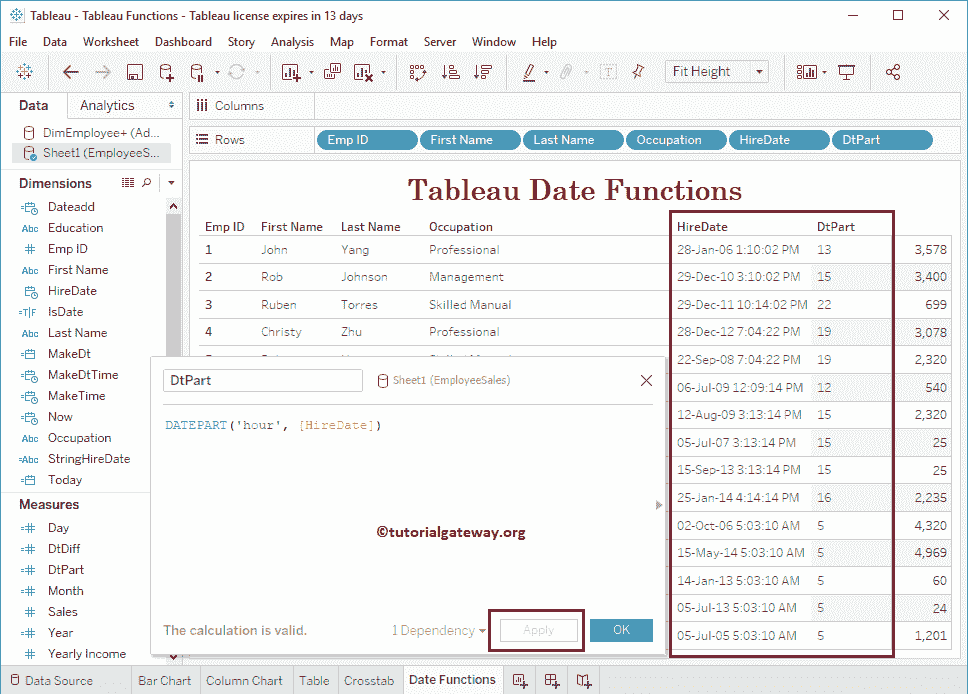 Tableau - Tableau Functions - Tableau license expires in 13 days
File Data Worksheet Dashboard Story Analysis Map Format Server Window Help
Fit Height
Data Analytics
Columns
DimEmployee+ (Ad...
Sheet1 (EmployeeS...
Rows Emp ID First Name Last Name Occupation HireDate DtPart
Dimensions
Dateadd
Abc Education
Emp ID
Abc First Name
HireDate
=T|F IsDate
Abc Last Name
MakeDt
MakeDtTime
MakeTime
Now
Abc Occupation
=Abc StringHireDate
Today
Measures
Day
DtDiff
DtPart
Month
Sales
Year
Yearly Income
Tableau Date Functions
Emp ID First Name Last Name Occupation HireDate DtPart
1 John Yang Professional 28-Jan-06 1:10:02 PM 13 3,578
2 Rob Johnson Management 29-Dec-10 3:10:02 PM 15 3,400
3 Ruben Torres Skilled Manual 29-Dec-11 10:14:02 PM 22 699
4 Christy Zhu Professional 28-Dec-12 7:04:22 PM 19 3,078
22-Sep-08 7:04:22 PM 19 2,320
06-Jul-09 12:09:14 PM 12 540
12-Aug-09 3:13:14 PM 15 2,320
05-Jul-07 3:13:14 PM 15 25
15-Sep-13 3:13:14 PM 15 25
25-Jan-14 4:14:14 PM 16 2,235
02-Oct-06 5:03:10 AM 5 4,320
15-May-14 5:03:10 AM 5 4,969
14-Jan-13 5:03:10 AM 5 60
05-Jul-13 5:03:10 AM 5 24
05-Jul-05 5:03:10 AM 5 1,201
DtPart Sheet1 (EmployeeSales)
DATEPART('hour', [HireDate])
©tutorialgateway.org
The calculation is valid. 1 Dependency Apply OK
Data Source Bar Chart Column Chart Table Crosstab Date Functions